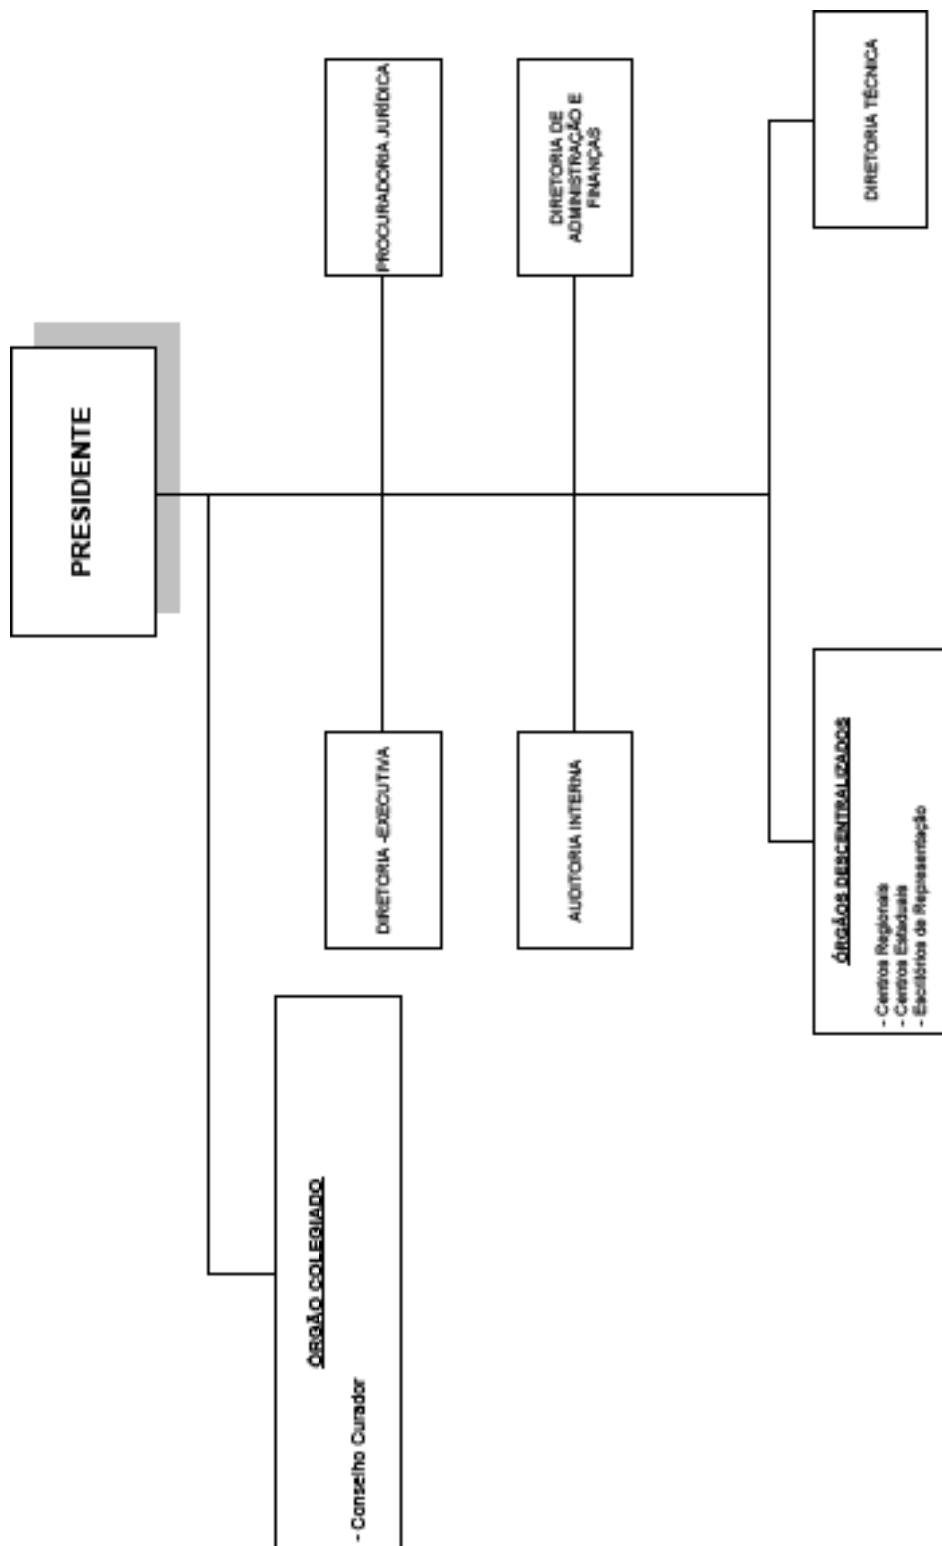 PRESIDENTE
ÓRGÃO COLEGIADO
- Conselho Curador
DIRETORIA -EXECUTIVA
PROCURADORIA JURÍDICA
AUDITORIA INTERNA
DIRETORIA DE
ADMINISTRAÇÃO E
FINANÇAS
ÓRGÃOS DESCENTRALIZADOS
- Centros Regionais
- Centros Estaduais
- Escritórios de Representação
DIRETORIA TÉCNICA